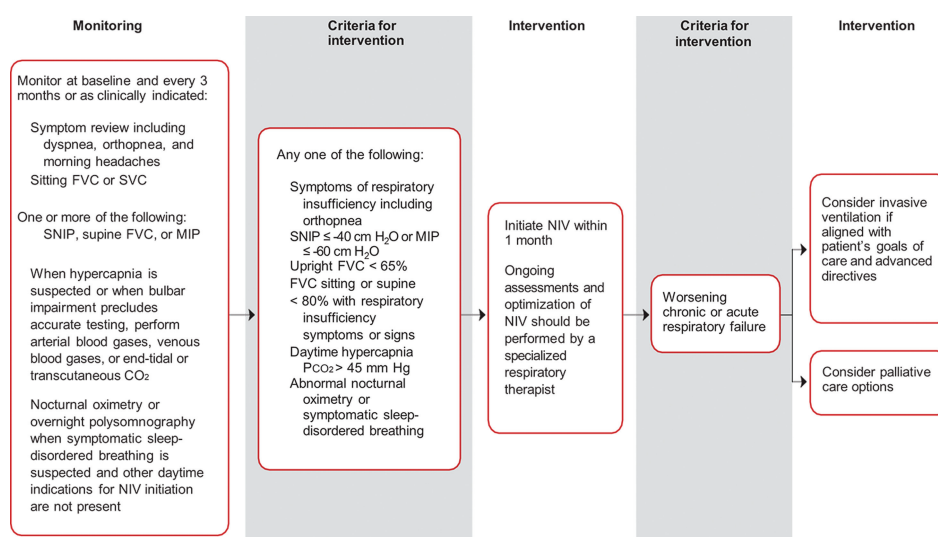 Monitoring
Monitor at baseline and every 3
months or as clinically indicated:
Symptom review including
dyspnea, orthopnea, and
morning headaches
Sitting FVC or SVC
One or more of the following:
SNIP, supine FVC, or MIP
When hypercapnia is
suspected or when bulbar
impairment precludes
accurate testing, perform
arterial blood gases, venous
blood gases, or end-tidal or
transcutaneous CO₂
Nocturnal oximetry or
overnight polysomnography
when symptomatic sleep-
disordered breathing is
suspected and other daytime
indications for NIV initiation
are not present
Criteria for
intervention
Any one of the following:
Symptoms of respiratory
insufficiency including
orthopnea
SNIP ≤ -40 cm H₂O or MIP
≤ -60 cm H₂O
Upright FVC < 65%
FVC sitting or supine
< 80% with respiratory
insufficiency
symptoms or signs
Daytime hypercapnia
PCO₂ > 45 mm Hg
Abnormal nocturnal
oximetry or
symptomatic sleep-
disordered breathing
Intervention
Initiate NIV within
1 month
Ongoing
assessments and
optimization of
NIV should be
performed by a
specialized
respiratory
therapist
Criteria for
intervention
Worsening
chronic or acute
respiratory failure
Intervention
Consider invasive
ventilation if
aligned with
patient's goals of
care and advanced
directives
Consider palliative
care options